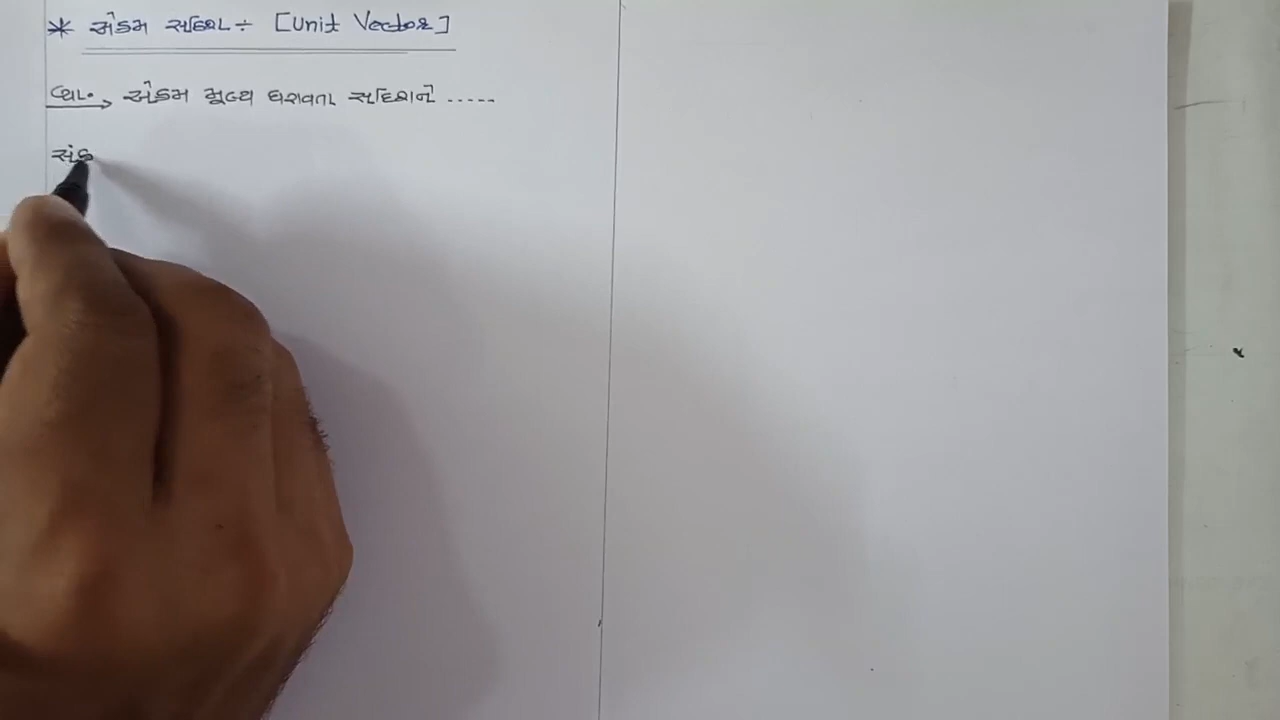 * એકમ સદિશ ÷ [Unit Vector]
વ્યા. → એકમ મૂલ્ય ધરાવતા સદિશને .....
સંક